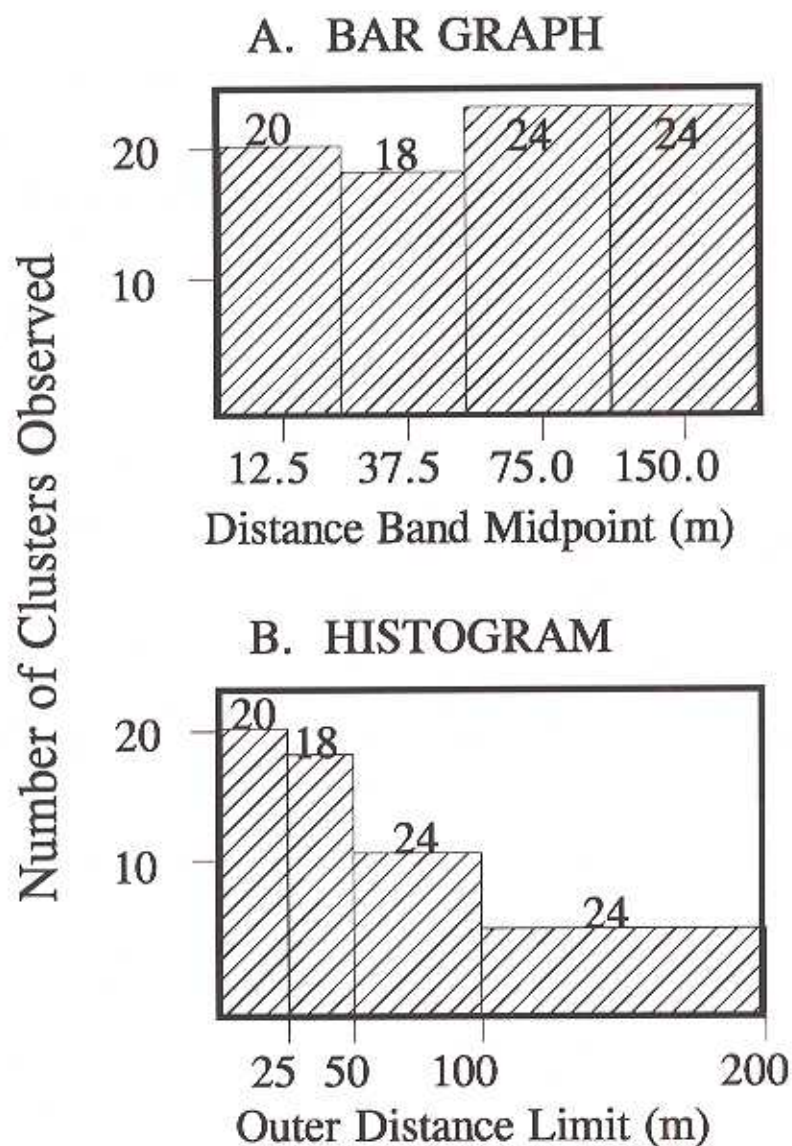 A. BAR GRAPH
Number of Clusters Observed
20
10
20
18
24
24
12.5 37.5 75.0 150.0
Distance Band Midpoint (m)
B. HISTOGRAM
20
10
20
18
24
24
25 50 100 200
Outer Distance Limit (m)